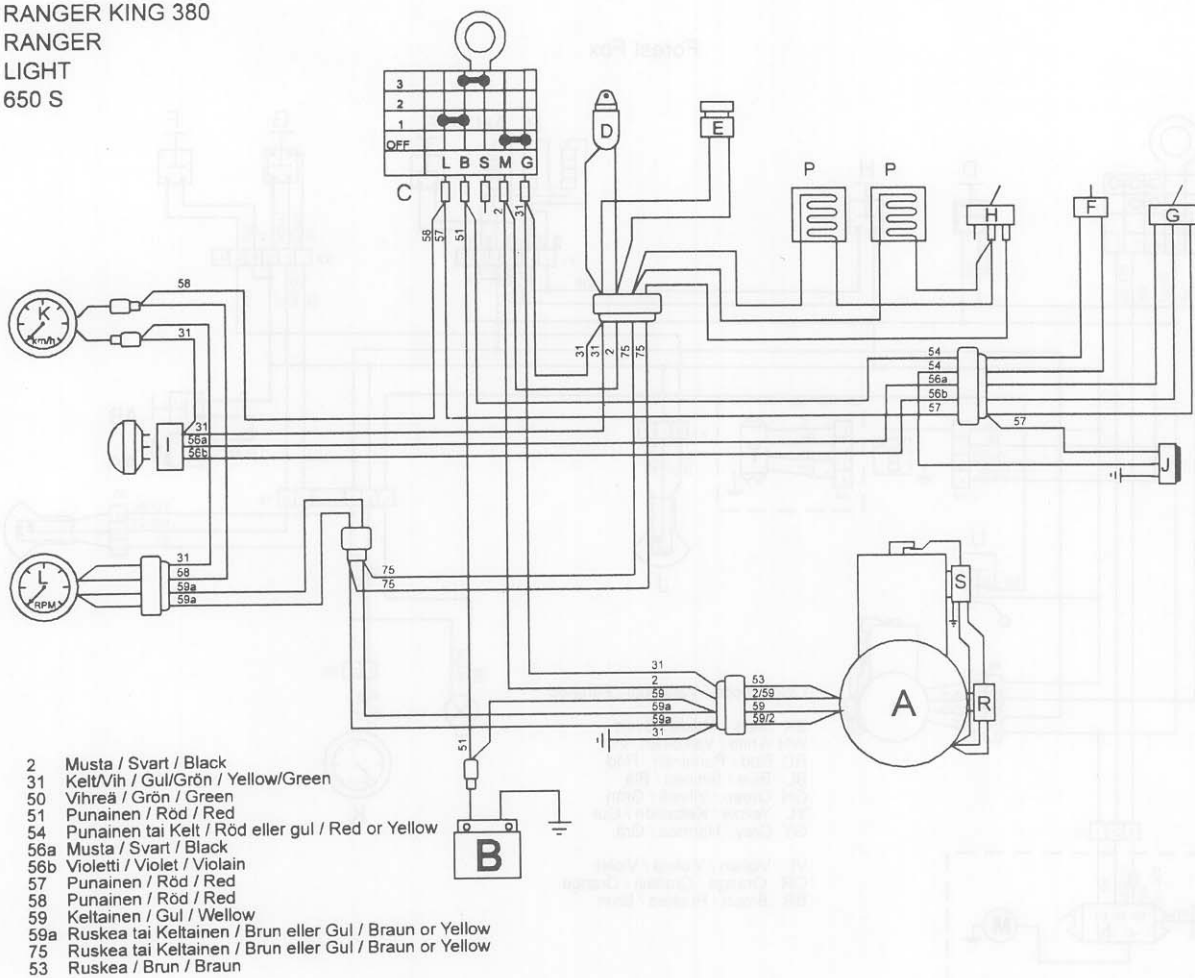 RANGER KING 380
RANGER
LIGHT
650 S
3
2
1
OFF
L B S M G
C
D
E
P
P
H
F
G
58
57
51
2
31
58
K
km/h
31
31
31
2
75
75
54
54
56a
56b
57
57
J
31
I
56a
56b
L
RPM
31
58
59a
59a
75
75
S
A
R
31
2
59
59a
59a
31
53
2/59
59
59/2
51
B
2 Musta / Svart / Black
31 Kelt/Vih / Gul/Grön / Yellow/Green
50 Vihreä / Grön / Green
51 Punainen / Röd / Red
54 Punainen tai Kelt / Röd eller gul / Red or Yellow
56a Musta / Svart / Black
56b Violetti / Violet / Violain
57 Punainen / Röd / Red
58 Punainen / Röd / Red
59 Keltainen / Gul / Wellow
59a Ruskea tai Keltainen / Brun eller Gul / Braun or Yellow
75 Ruskea tai Keltainen / Brun eller Gul / Braun or Yellow
53 Ruskea / Brun / Braun